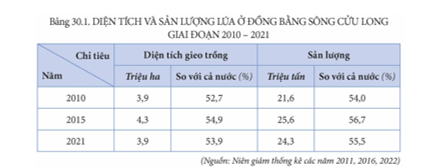 Bảng 30.1. DIỆN TÍCH VÀ SẢN LƯỢNG LÚA Ở ĐỒNG BẰNG SÔNG CỬU LONG
GIAI ĐOẠN 2010 – 2021
Chỉ tiêu Diện tích gieo trồng Sản lượng
Năm Triệu ha So với cả nước (%) Triệu tấn So với cả nước (%)
2010 3,9 52,7 21,6 54,0
2015 4,3 54,9 25,6 56,7
2021 3,9 53,9 24,3 55,5
(Nguồn: Niên giám thống kê các năm 2011, 2016, 2022)